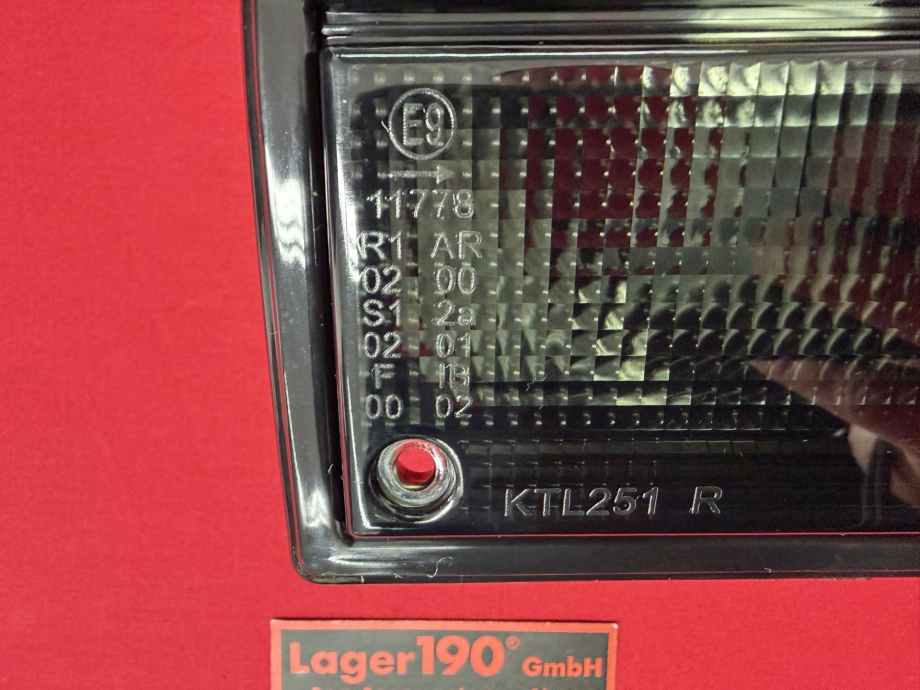 E9
11778
R1 AR
02 00
S1 2a
02 01
F IB
00 02
KTL251 R
Lager190® GmbH